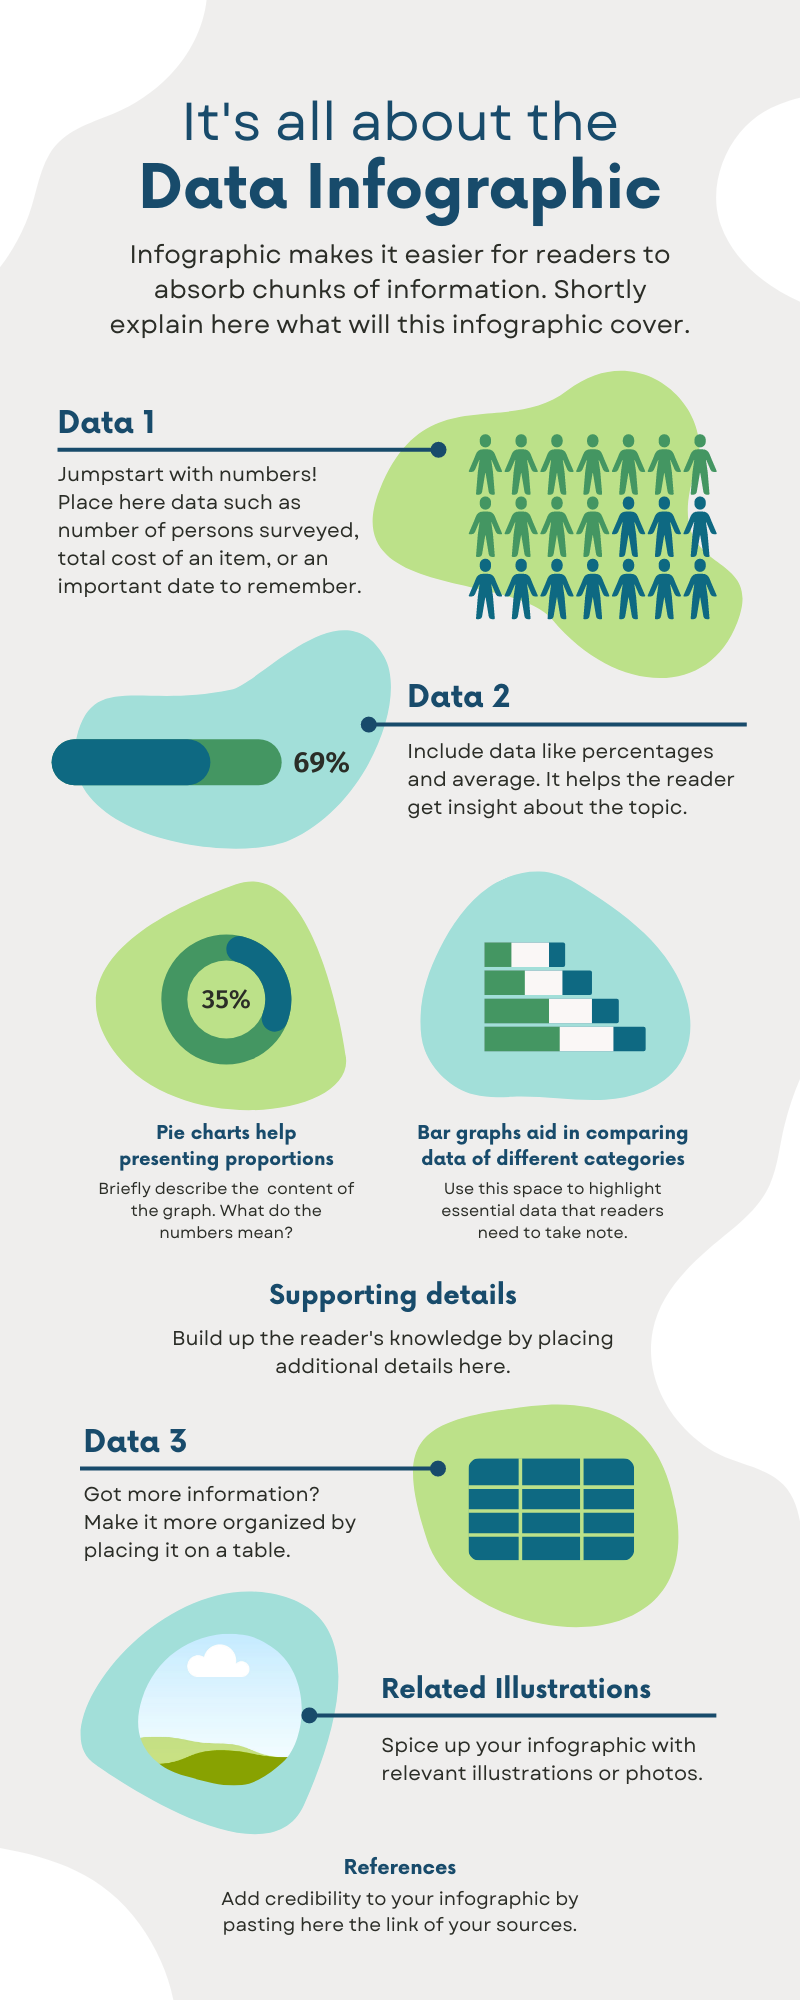 It's all about the
Data Infographic
Infographic makes it easier for readers to
absorb chunks of information. Shortly
explain here what will this infographic cover.
Data 1
Jumpstart with numbers!
Place here data such as
number of persons surveyed,
total cost of an item, or an
important date to remember.
69%
Data 2
Include data like percentages
and average. It helps the reader
get insight about the topic.
35%
Pie charts help
presenting proportions
Briefly describe the content of
the graph. What do the
numbers mean?
Bar graphs aid in comparing
data of different categories
Use this space to highlight
essential data that readers
need to take note.
Supporting details
Build up the reader's knowledge by placing
additional details here.
Data 3
Got more information?
Make it more organized by
placing it on a table.
Related Illustrations
Spice up your infographic with
relevant illustrations or photos.
References
Add credibility to your infographic by
pasting here the link of your sources.